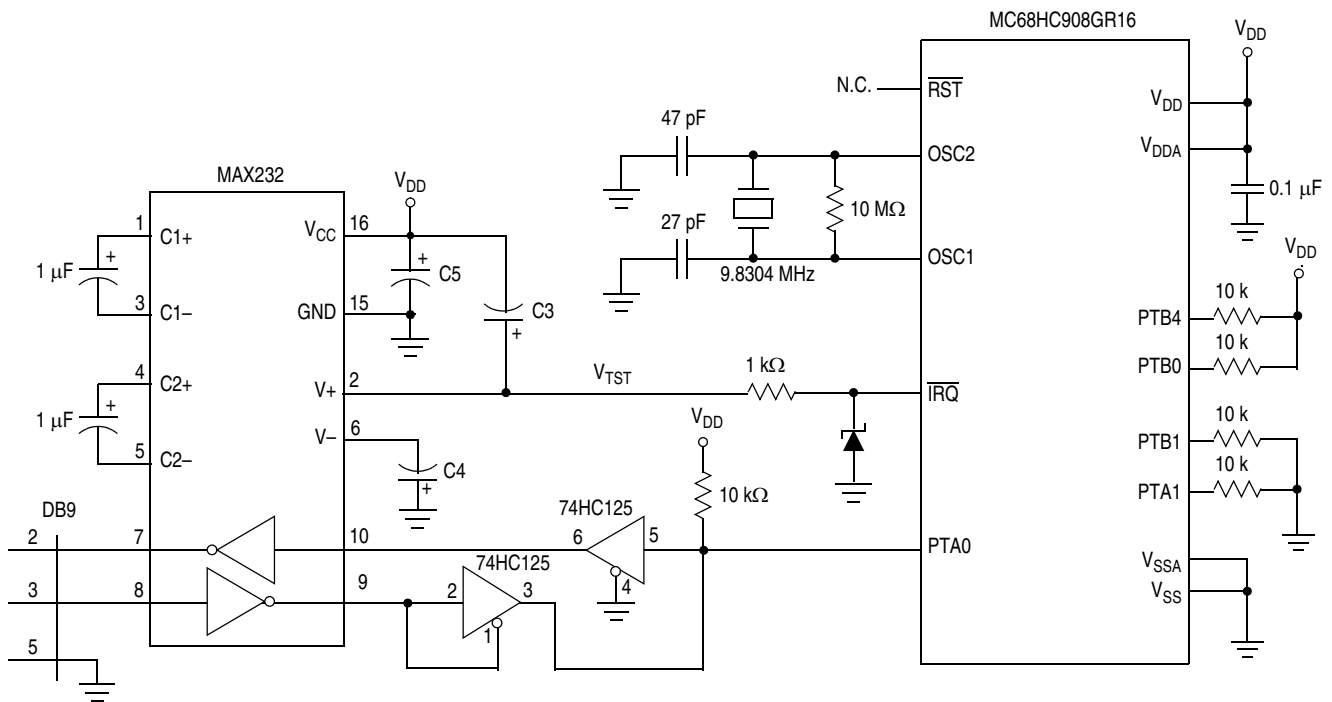 MC68HC908GR16
V_DD
N.C.
RST
V_DD
47 pF
OSC2
V_DDA
MAX232
V_DD
10 MΩ
0.1 μF
27 pF
1
C1+
V_CC
16
1 μF
+
+
C5
OSC1
9.8304 MHz
V_DD
3
C1–
GND
15
C3
+
10 k
PTB4
10 k
PTB0
4
C2+
V+
2
V_TST
1 kΩ
IRQ
1 μF
+
V–
6
V_DD
10 k
PTB1
5
C2–
C4
+
10 k
PTA1
10 kΩ
DB9
74HC125
2
7
10
6
5
4
PTA0
74HC125
V_SSA
3
8
9
2
3
1
V_SS
5